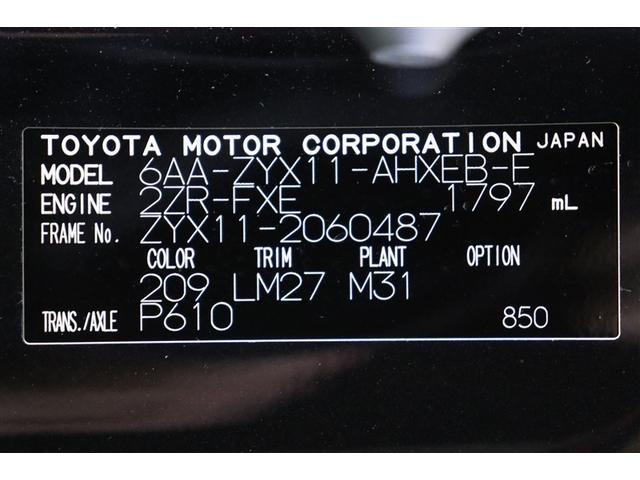 TOYOTA MOTOR CORPORATION JAPAN
MODEL 6AA-ZYX11-AHXEB-F
ENGINE 2ZR-FXE 1797 mL
FRAME No. ZYX11-2060487
COLOR TRIM PLANT OPTION
209 LM27 M31
TRANS./AXLE P610 850